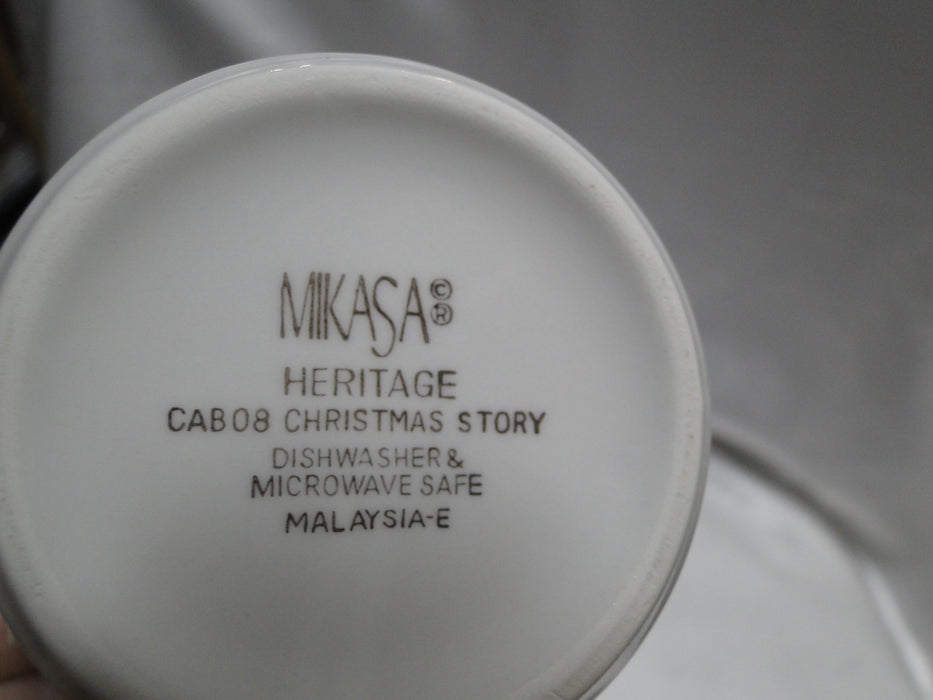 MIKASA © ®
HERITAGE
CAB08 CHRISTMAS STORY
DISHWASHER &
MICROWAVE SAFE
MALAYSIA-E